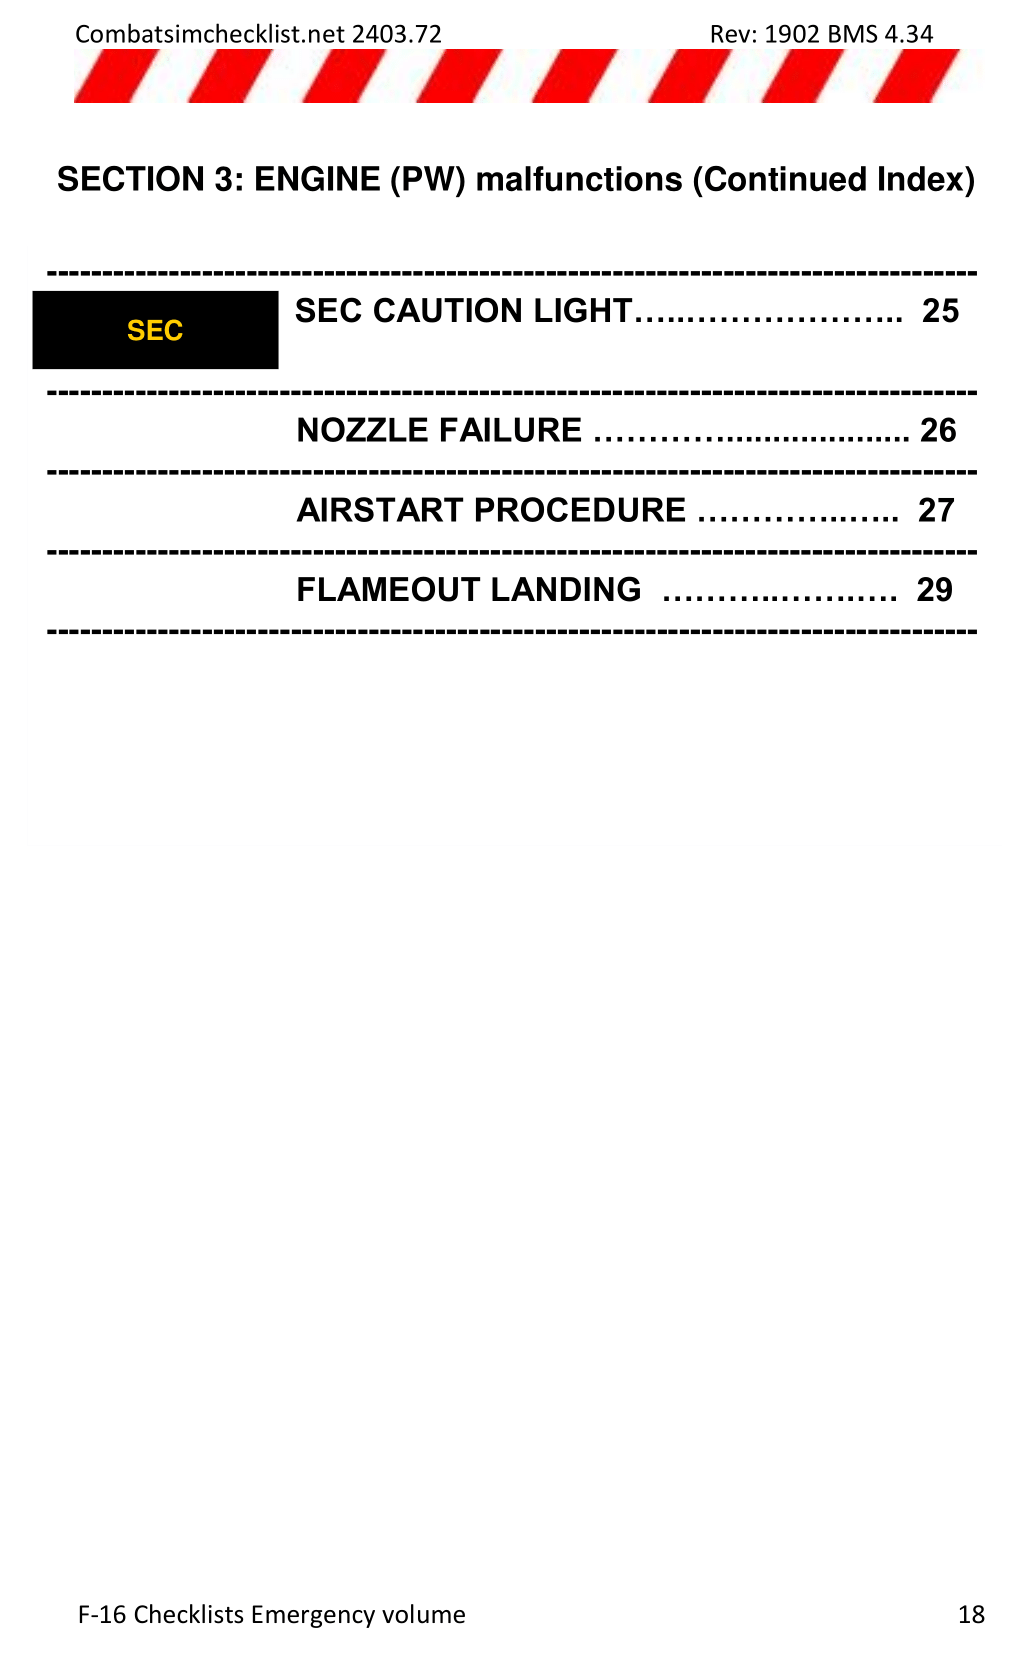 Combatsimchecklist.net 2403.72 Rev: 1902 BMS 4.34
SECTION 3: ENGINE (PW) malfunctions (Continued Index)
------------------------------------------------------------------------------------
SEC
SEC CAUTION LIGHT…...……………….. 25
------------------------------------------------------------------------------------
NOZZLE FAILURE …………...................... 26
------------------------------------------------------------------------------------
AIRSTART PROCEDURE …………..….. 27
------------------------------------------------------------------------------------
FLAMEOUT LANDING ………..…….…. 29
------------------------------------------------------------------------------------
F-16 Checklists Emergency volume 18